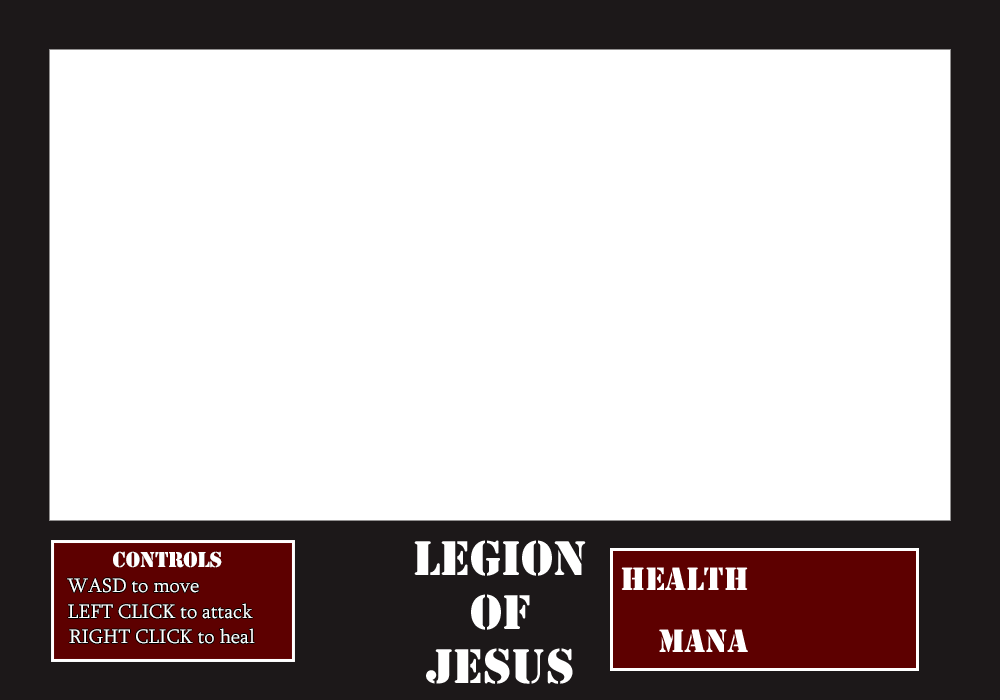 CONTROLS
WASD to move
LEFT CLICK to attack
RIGHT CLICK to heal
LEGION
OF
JESUS
HEALTH
MANA